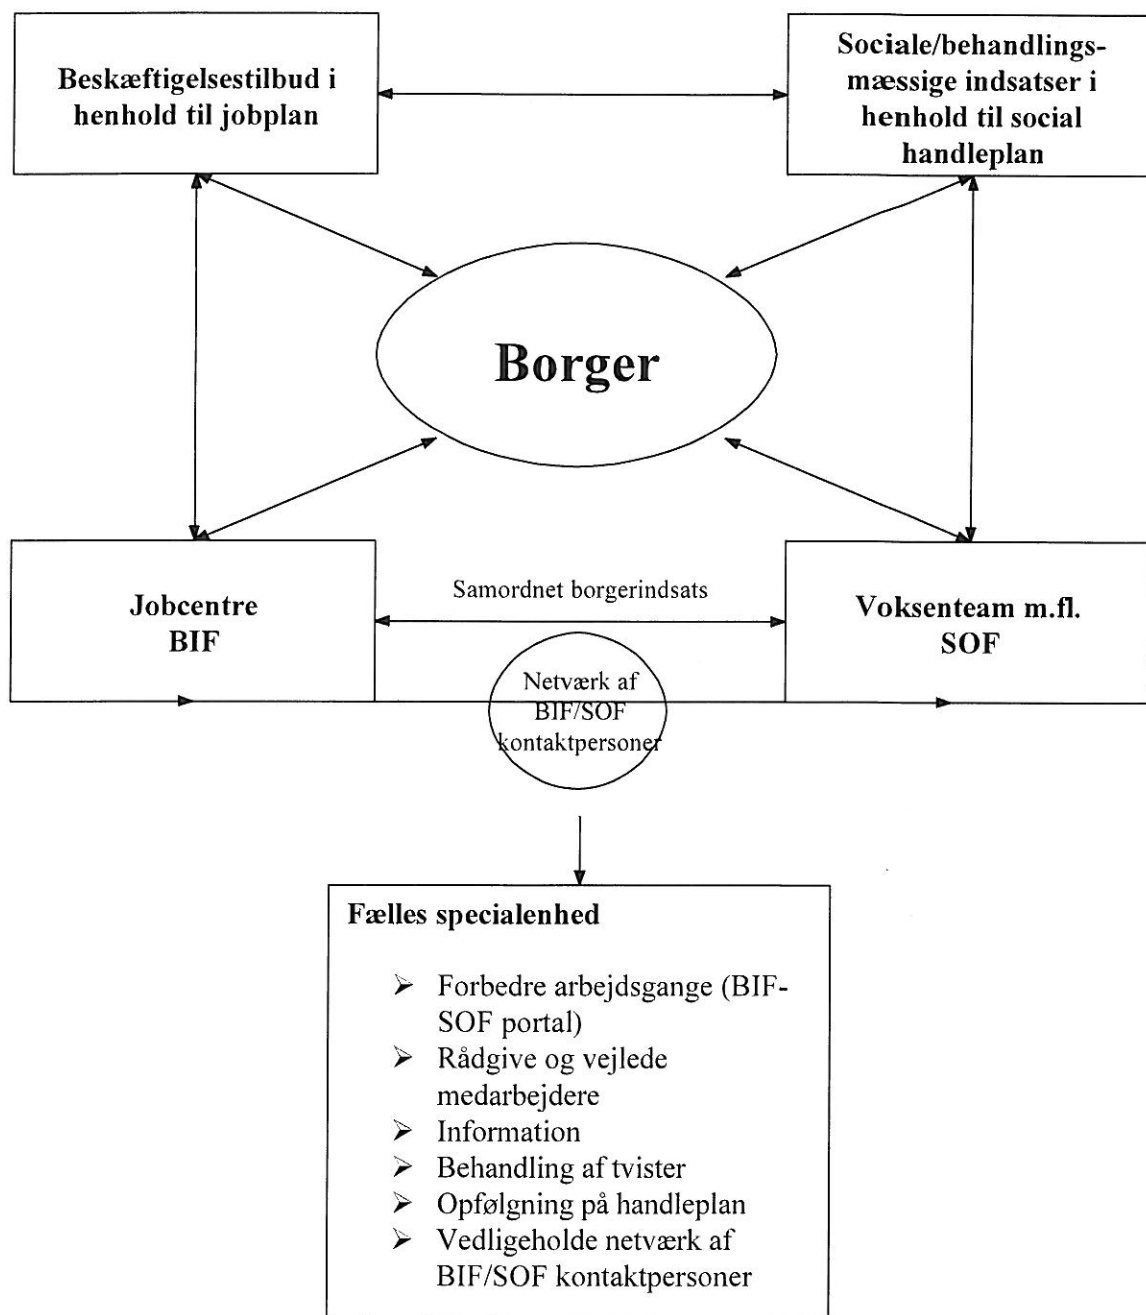 Beskæftigelsestilbud i
henhold til jobplan
Sociale/behandlings-
mæssige indsatser i
henhold til social
handleplan
Borger
Jobcentre
BIF
Samordnet borgerindsats
Voksenteam m.fl.
SOF
Netværk af
BIF/SOF
kontaktpersoner
Fælles specialenhed
➢ Forbedre arbejdsgange (BIF-
SOF portal)
➢ Rådgive og vejlede
medarbejdere
➢ Information
➢ Behandling af tvister
➢ Opfølgning på handleplan
➢ Vedligeholde netværk af
BIF/SOF kontaktpersoner